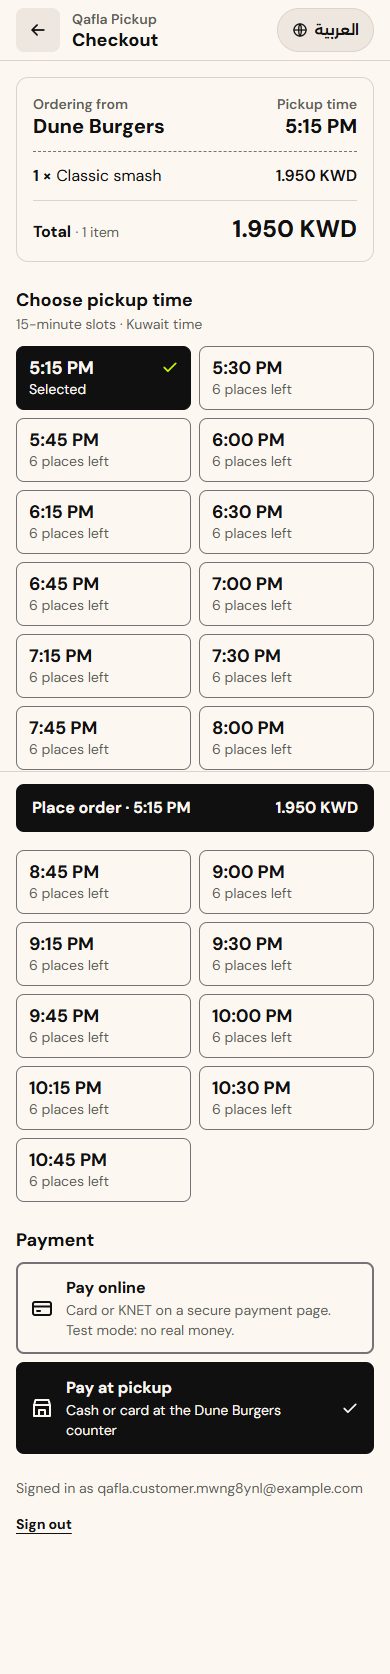 Qafla Pickup
Checkout
العربية
Ordering from
Pickup time
Dune Burgers
5:15 PM
1 × Classic smash
1.950 KWD
Total · 1 item
1.950 KWD
Choose pickup time
15-minute slots · Kuwait time
5:15 PM
Selected
5:30 PM
6 places left
5:45 PM
6 places left
6:00 PM
6 places left
6:15 PM
6 places left
6:30 PM
6 places left
6:45 PM
6 places left
7:00 PM
6 places left
7:15 PM
6 places left
7:30 PM
6 places left
7:45 PM
6 places left
8:00 PM
6 places left
Place order · 5:15 PM
1.950 KWD
8:45 PM
6 places left
9:00 PM
6 places left
9:15 PM
6 places left
9:30 PM
6 places left
9:45 PM
6 places left
10:00 PM
6 places left
10:15 PM
6 places left
10:30 PM
6 places left
10:45 PM
6 places left
Payment
Pay online
Card or KNET on a secure payment page.
Test mode: no real money.
Pay at pickup
Cash or card at the Dune Burgers
counter
Signed in as qafla.customer.mwng8ynl@example.com
Sign out